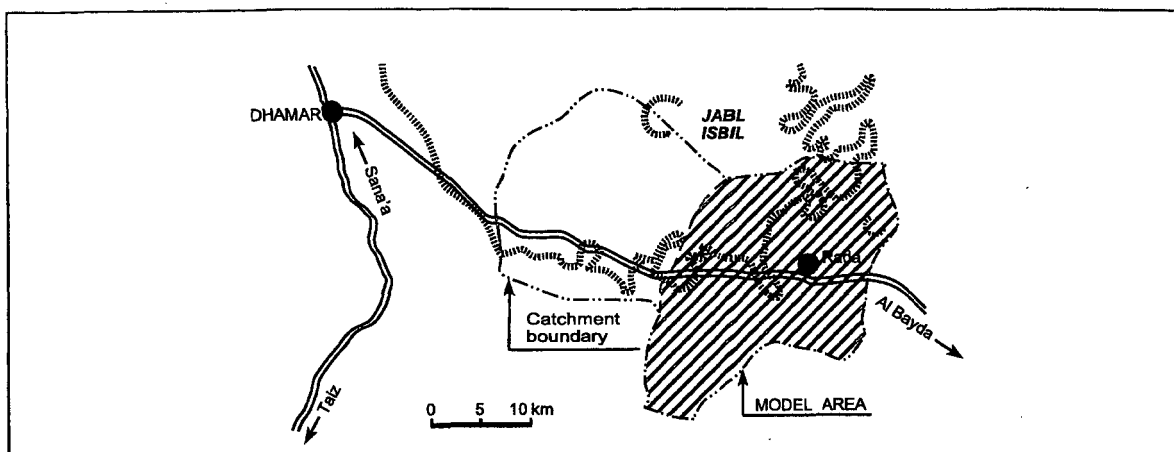 DHAMAR
JABL
ISBIL
Sana'a
Rada
Al Bayda
Catchment
boundary
Taiz
0 5 10 km
MODEL AREA